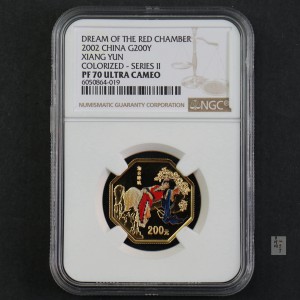 DREAM OF THE RED CHAMBER
2002 CHINA G200Y
XIANG YUN
COLORIZED - SERIES II
PF 70 ULTRA CAMEO
6050864-019
NUMISMATIC GUARANTY CORPORATION
NGC
200元